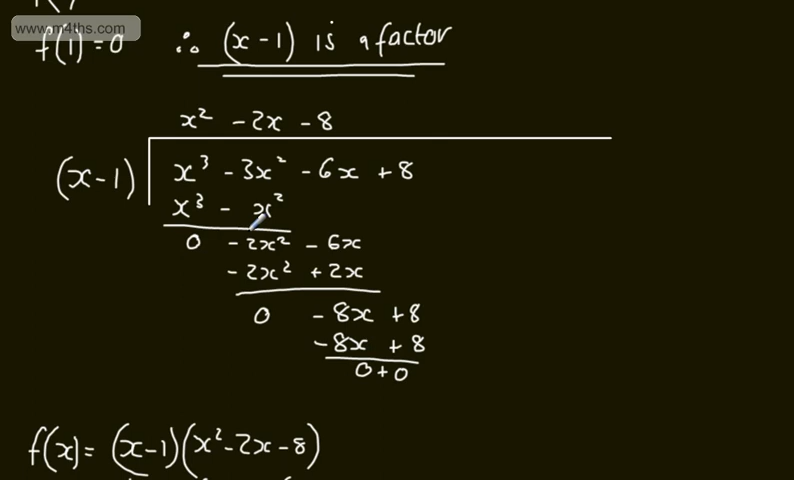 www.m4ths.com
f(1)=0 ∴ (x-1) is a factor
x² - 2x - 8
(x-1) x³ - 3x² - 6x + 8
x³ - x²
0 - 2x² - 6x
- 2x² + 2x
0 - 8x + 8
- 8x + 8
0 + 0
f(x) = (x-1)(x² - 2x - 8)